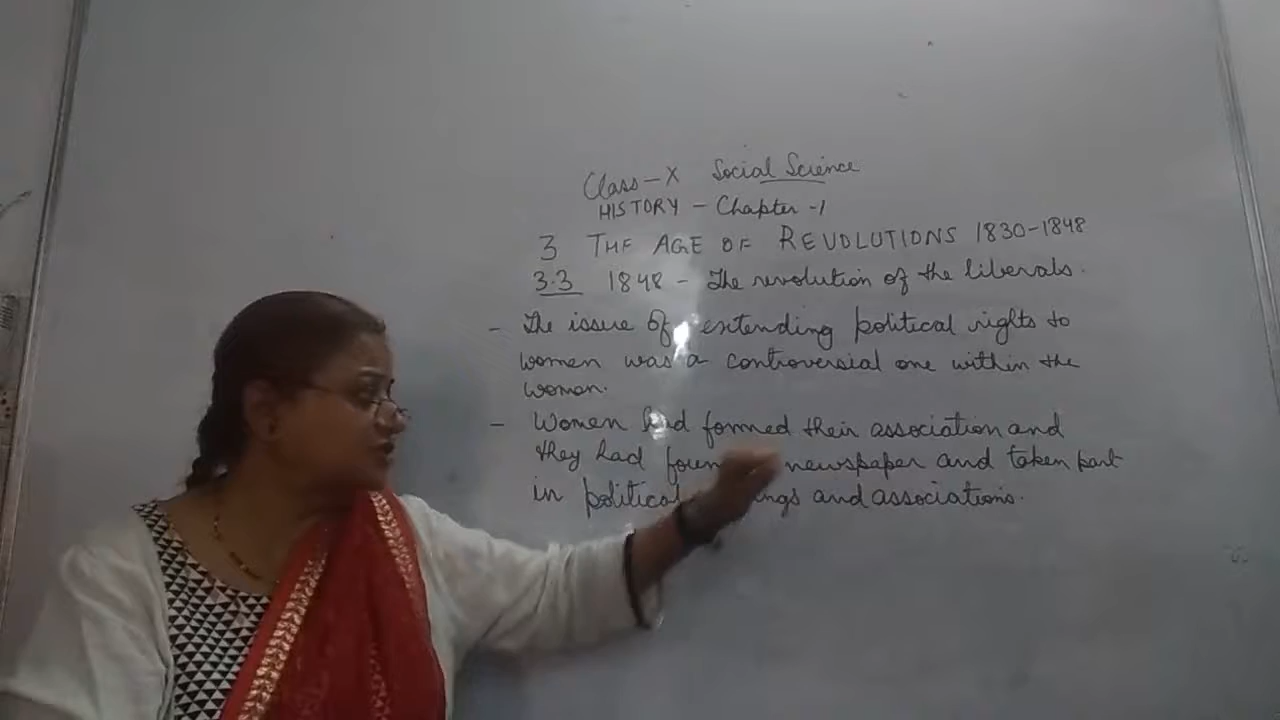 Class-X Social Science
HISTORY - Chapter -1
3 THE AGE OF REVOLUTIONS 1830-1848
3.3 1848 - The revolution of the liberals.
- The issue of extending political rights to
women was a controversial one within the
woman.
- Women had formed their association and
they had newspaper and taken part
in political and associations.